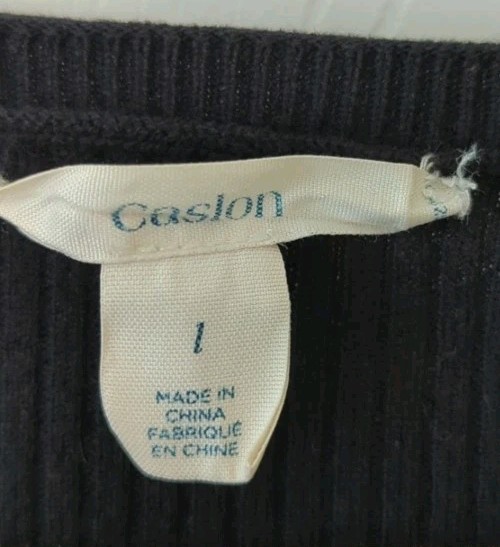 Caslon
l
MADE IN
CHINA
FABRIQUÉ
EN CHINE